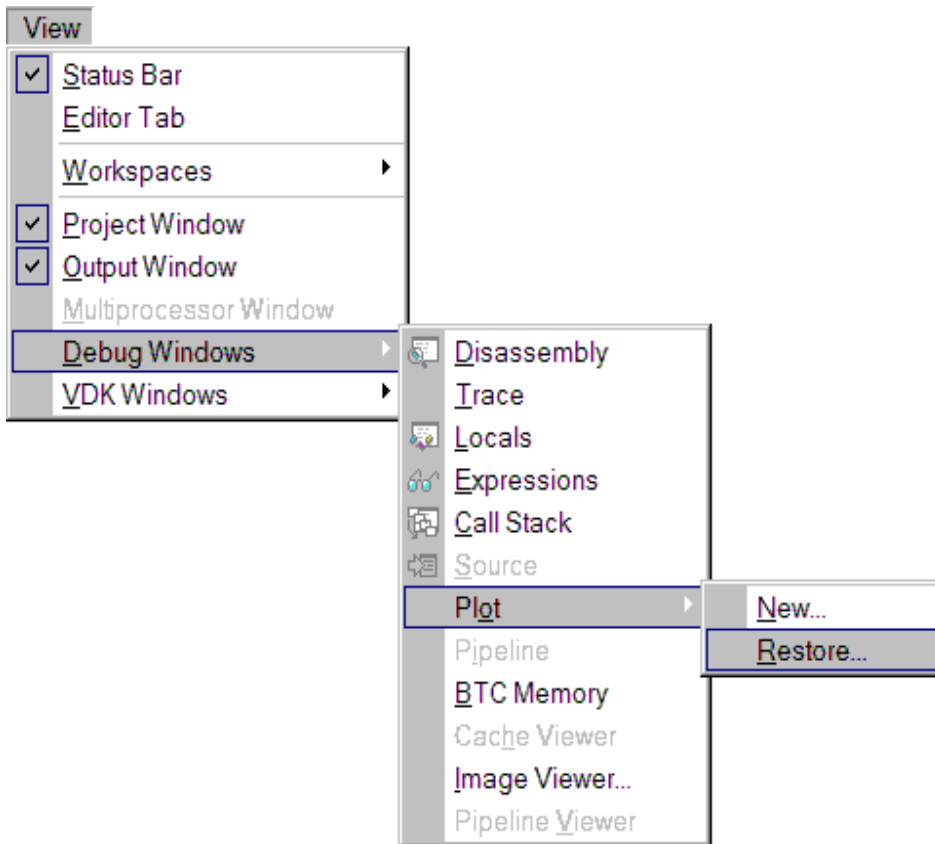 View
Status Bar
Editor Tab
Workspaces
Project Window
Output Window
Multiprocessor Window
Debug Windows
VDK Windows
Disassembly
Trace
Locals
Expressions
Call Stack
Source
Plot
Pipeline
BTC Memory
Cache Viewer
Image Viewer...
Pipeline Viewer
New...
Restore...